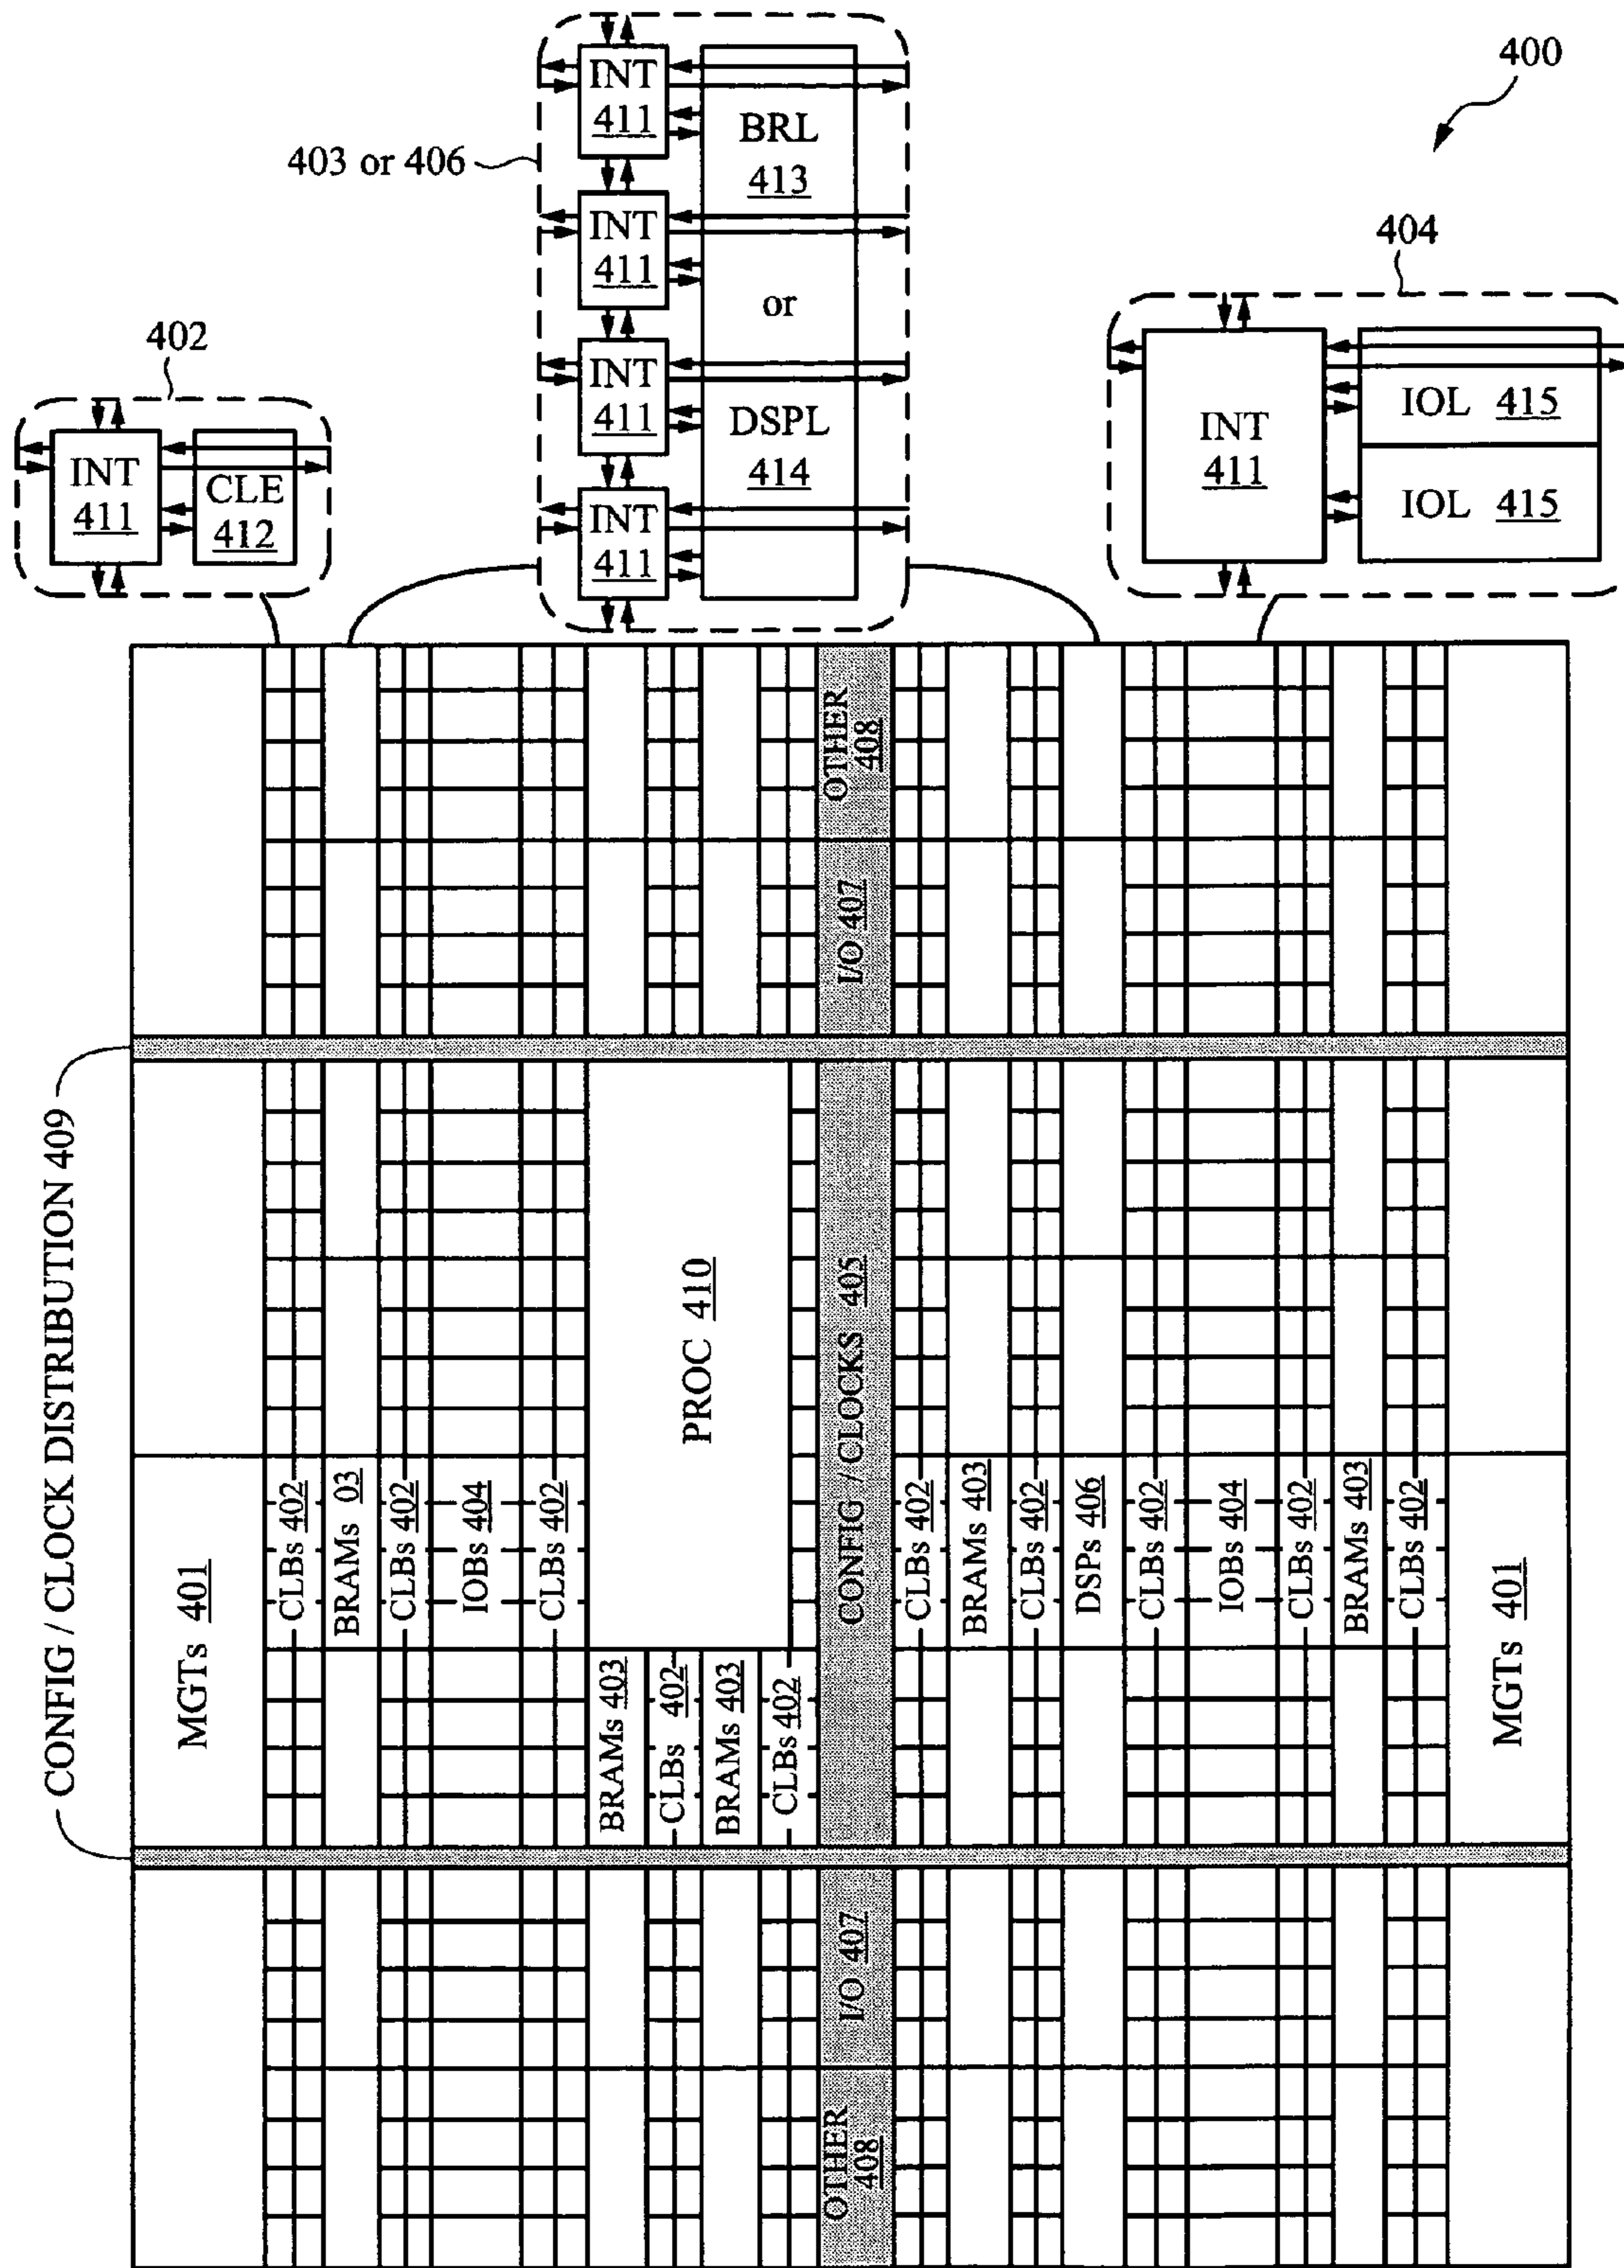 400
403 or 406
INT
411
INT
411
INT
411
INT
411
BRL
413
or
DSPL
414
402
INT
411
CLE
412
404
INT
411
IOL 415
IOL 415
OTHER
408
I/O 407
CONFIG / CLOCK DISTRIBUTION 409
PROC 410
CONFIG / CLOCKS 405
MGTs 401
CLBs 402
BRAMs 03
CLBs 402
IOBs 404
CLBs 402
BRAMs 403
CLBs 402
BRAMs 403
CLBs 402
CLBs 402
BRAMs 403
CLBs 402
DSPs 406
CLBs 402
IOBs 404
CLBs 402
BRAMs 403
CLBs 402
MGTs 401
I/O 407
OTHER
408